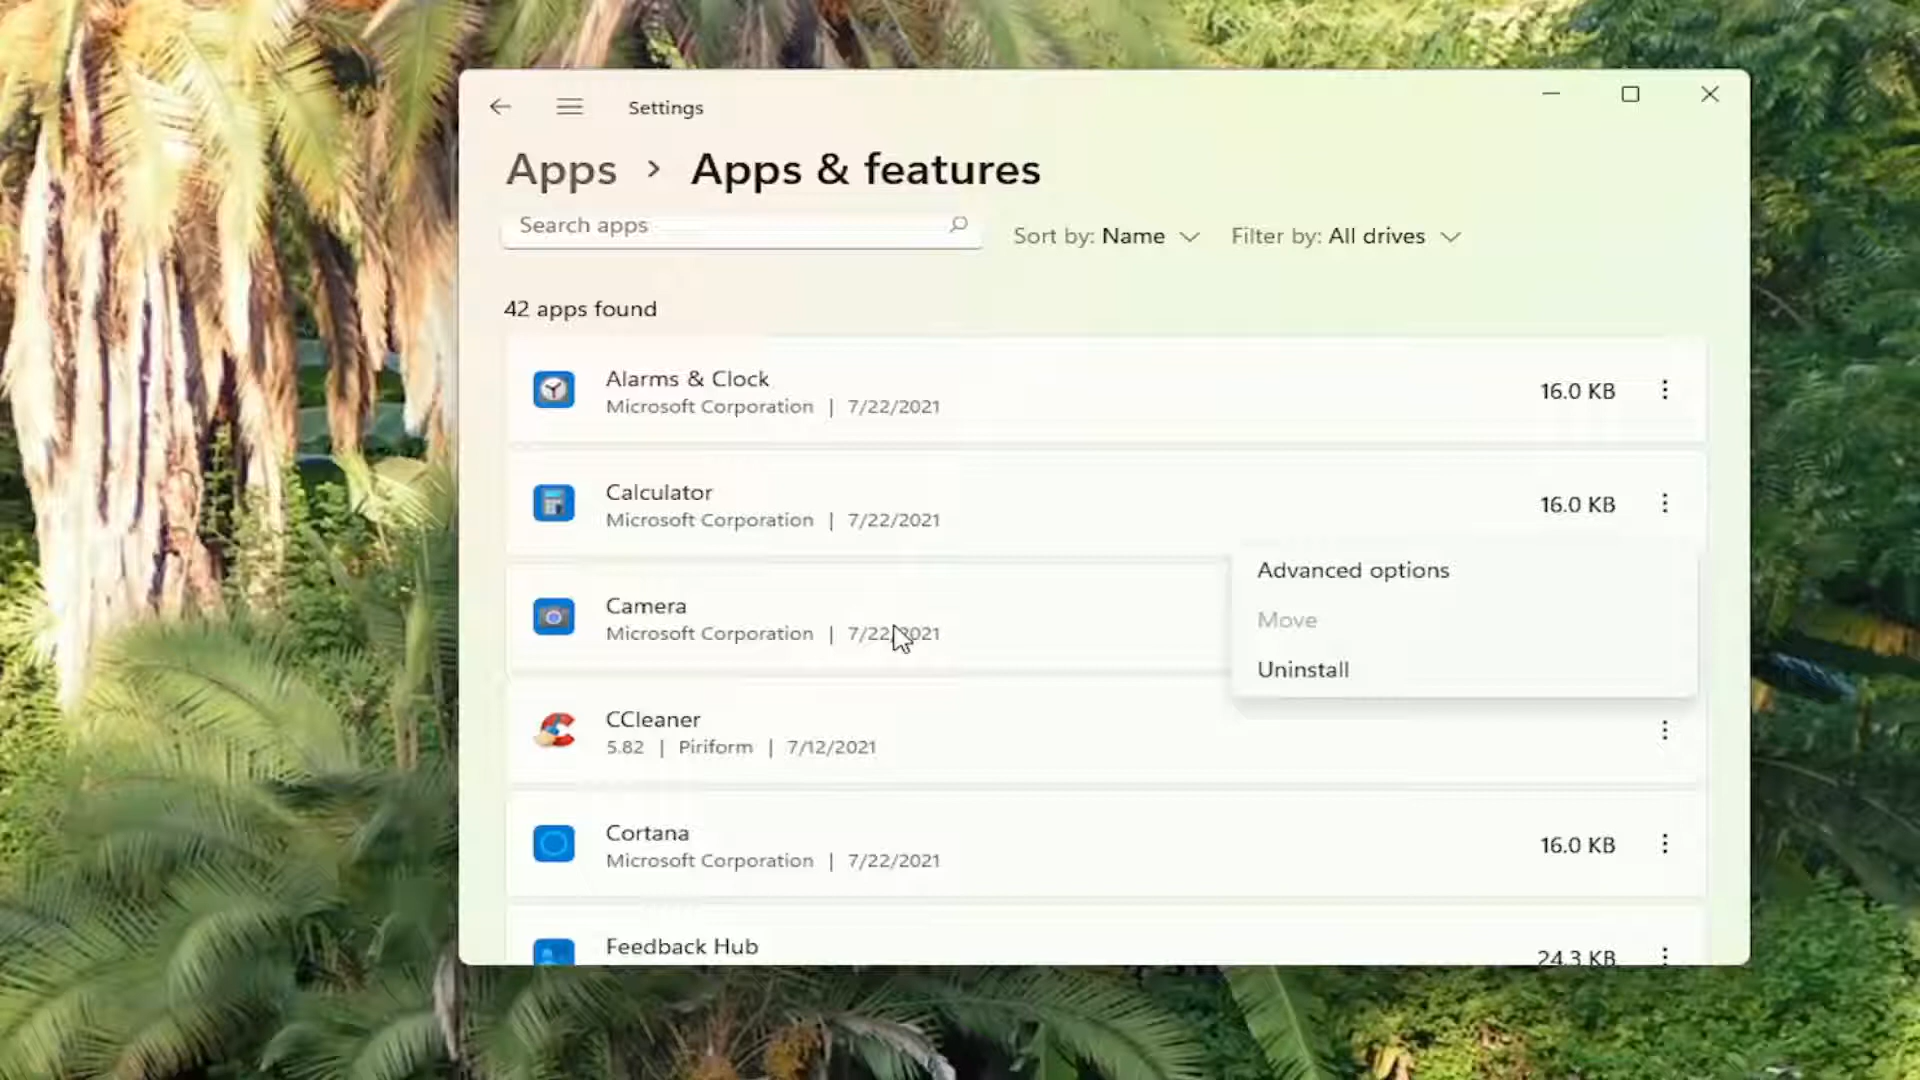 Settings
Apps > Apps & features
Search apps
Sort by: Name
Filter by: All drives
42 apps found
Alarms & Clock
Microsoft Corporation | 7/22/2021
16.0 KB
Calculator
Microsoft Corporation | 7/22/2021
16.0 KB
Advanced options
Move
Uninstall
Camera
Microsoft Corporation | 7/22/2021
CCleaner
5.82 | Piriform | 7/12/2021
Cortana
Microsoft Corporation | 7/22/2021
16.0 KB
Feedback Hub
24.3 KB